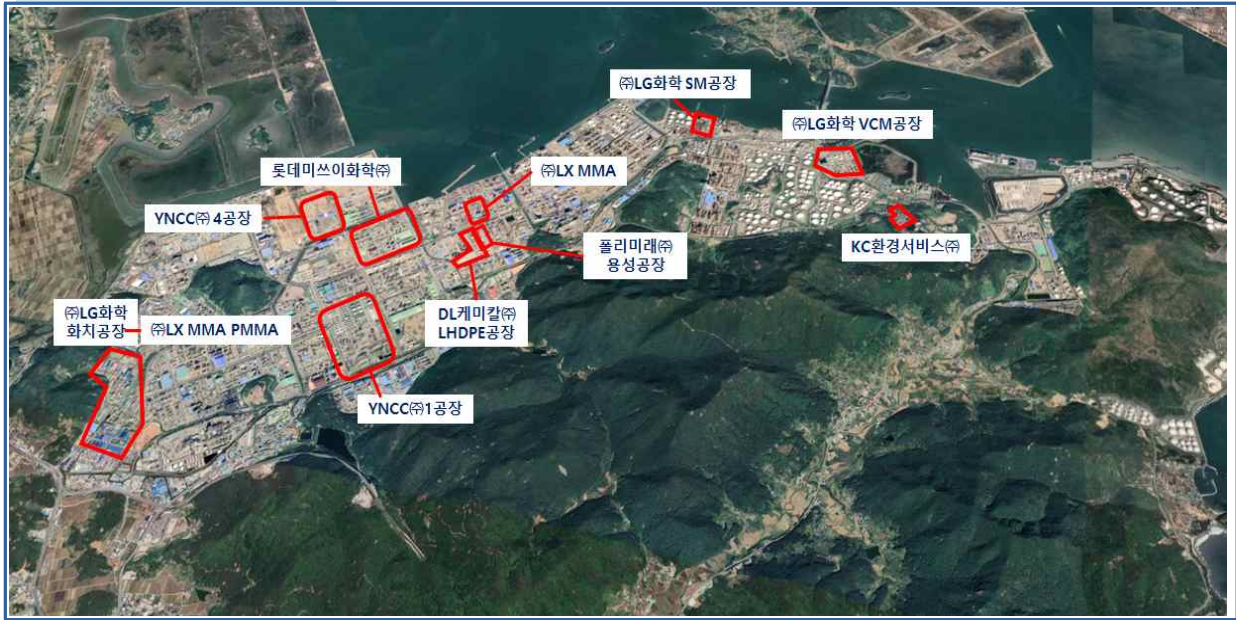 ㈜LG화학 SM공장
㈜LG화학 VCM공장
롯데미쓰이화학㈜
㈜LX MMA
YNCC㈜ 4공장
폴리미래㈜
용성공장
KC환경서비스㈜
DL케미칼㈜
LHDPE공장
㈜LG화학
화치공장
㈜LX MMA PMMA
YNCC㈜1공장